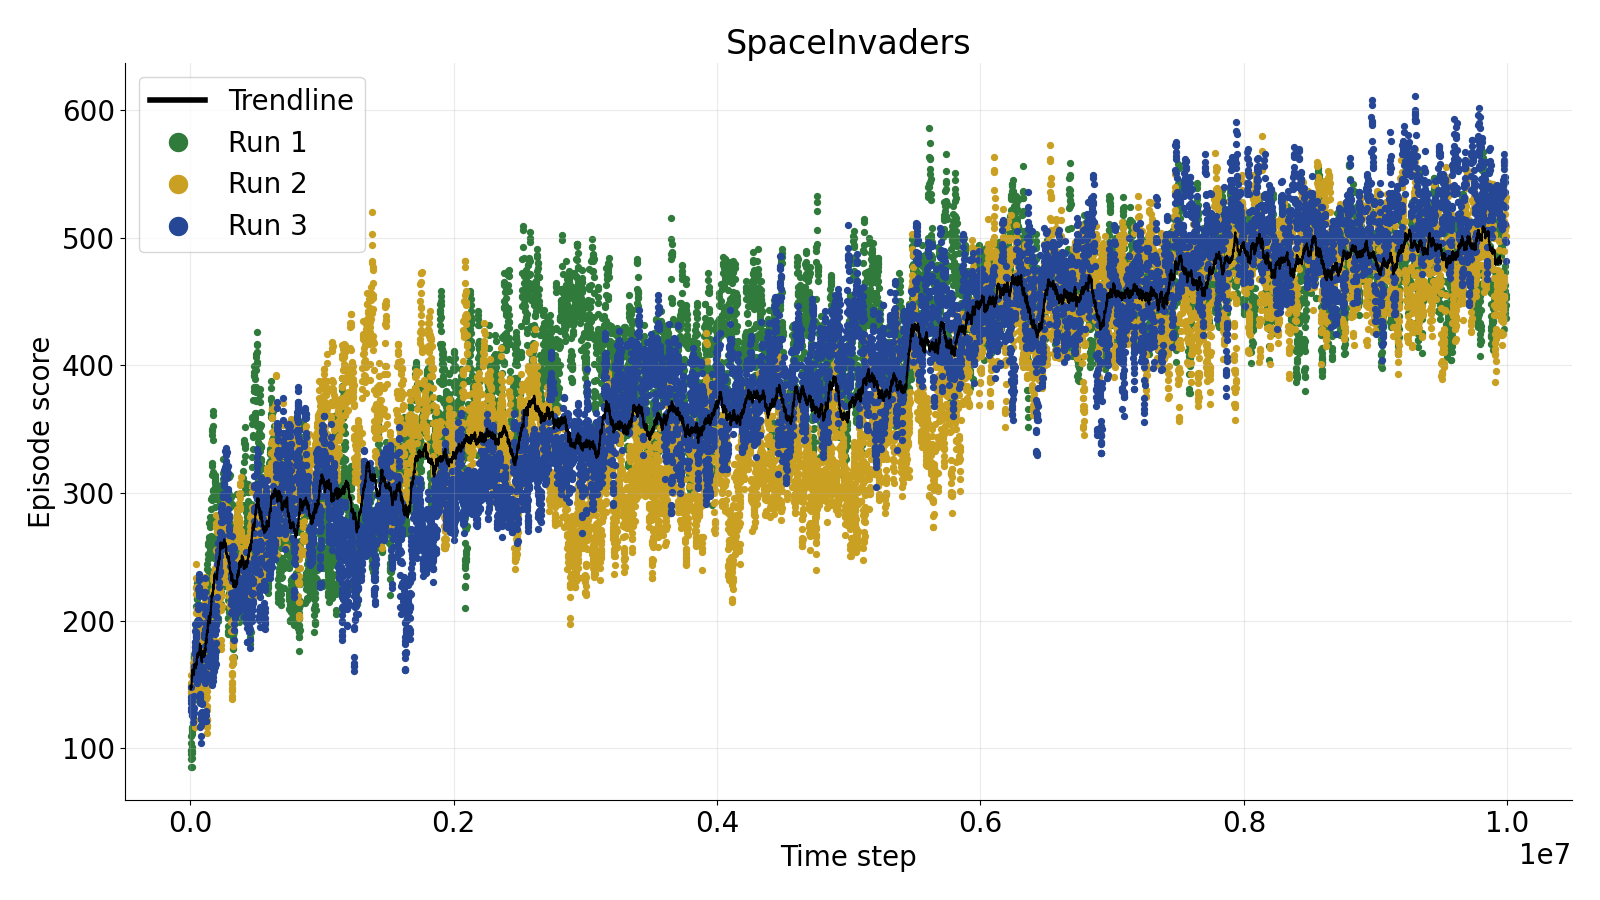 SpaceInvaders
Trendline
Run 1
Run 2
Run 3
600
500
400
300
200
100
Episode score
0.0 0.2 0.4 0.6 0.8 1.0
1e7
Time step